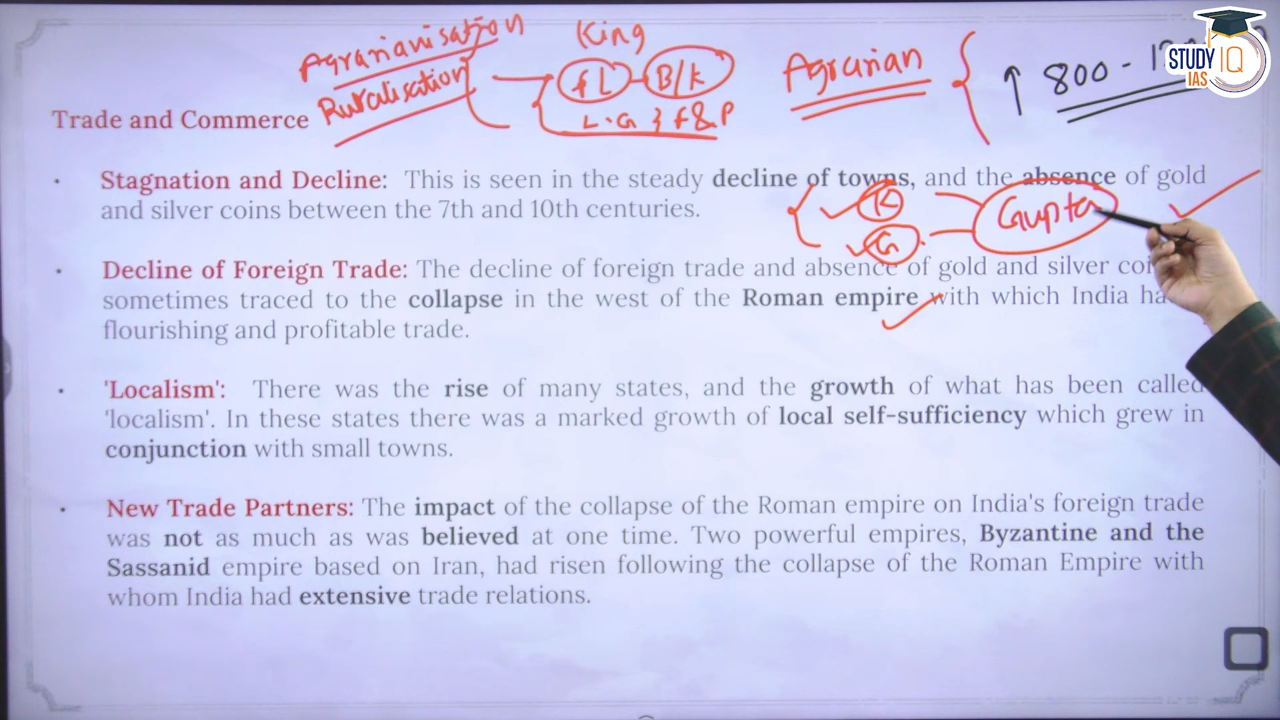 Agrarianisation
Ruralisation
King
f L - B/K
L.G } f & P
Agrarian
↑ 800 -
STUDY IQ
IAS
Trade and Commerce
· Stagnation and Decline: This is seen in the steady decline of towns, and the absence of gold
and silver coins between the 7th and 10th centuries.
K
G
Gupta
· Decline of Foreign Trade: The decline of foreign trade and absence of gold and silver
sometimes traced to the collapse in the west of the Roman empire with which India
flourishing and profitable trade.
· 'Localism': There was the rise of many states, and the growth of what has been called
'localism'. In these states there was a marked growth of local self-sufficiency which grew in
conjunction with small towns.
· New Trade Partners: The impact of the collapse of the Roman empire on India's foreign trade
was not as much as was believed at one time. Two powerful empires, Byzantine and the
Sassanid empire based on Iran, had risen following the collapse of the Roman Empire with
whom India had extensive trade relations.